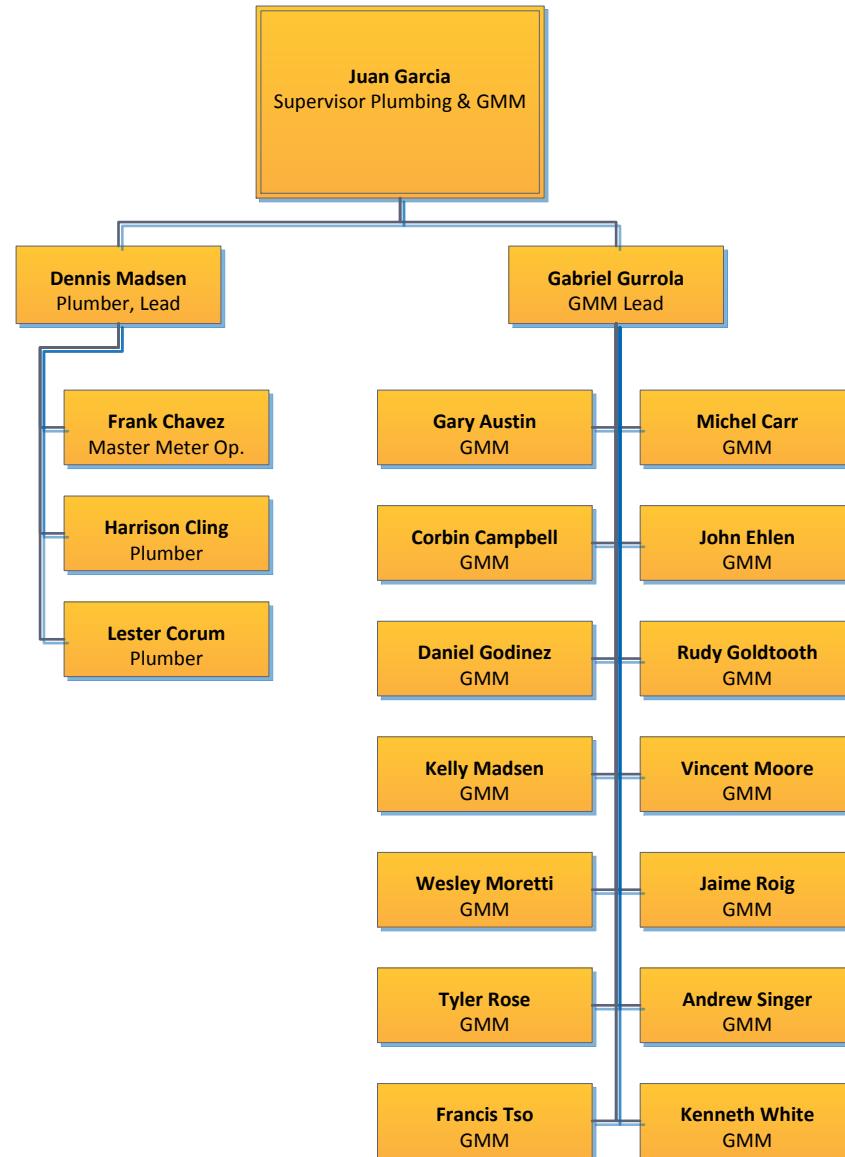 Juan Garcia
Supervisor Plumbing & GMM
Dennis Madsen
Plumber, Lead
Gabriel Gurrola
GMM Lead
Frank Chavez
Master Meter Op.
Harrison Cling
Plumber
Lester Corum
Plumber
Gary Austin
GMM
Michel Carr
GMM
Corbin Campbell
GMM
John Ehlen
GMM
Daniel Godinez
GMM
Rudy Goldtooth
GMM
Kelly Madsen
GMM
Vincent Moore
GMM
Wesley Moretti
GMM
Jaime Roig
GMM
Tyler Rose
GMM
Andrew Singer
GMM
Francis Tso
GMM
Kenneth White
GMM